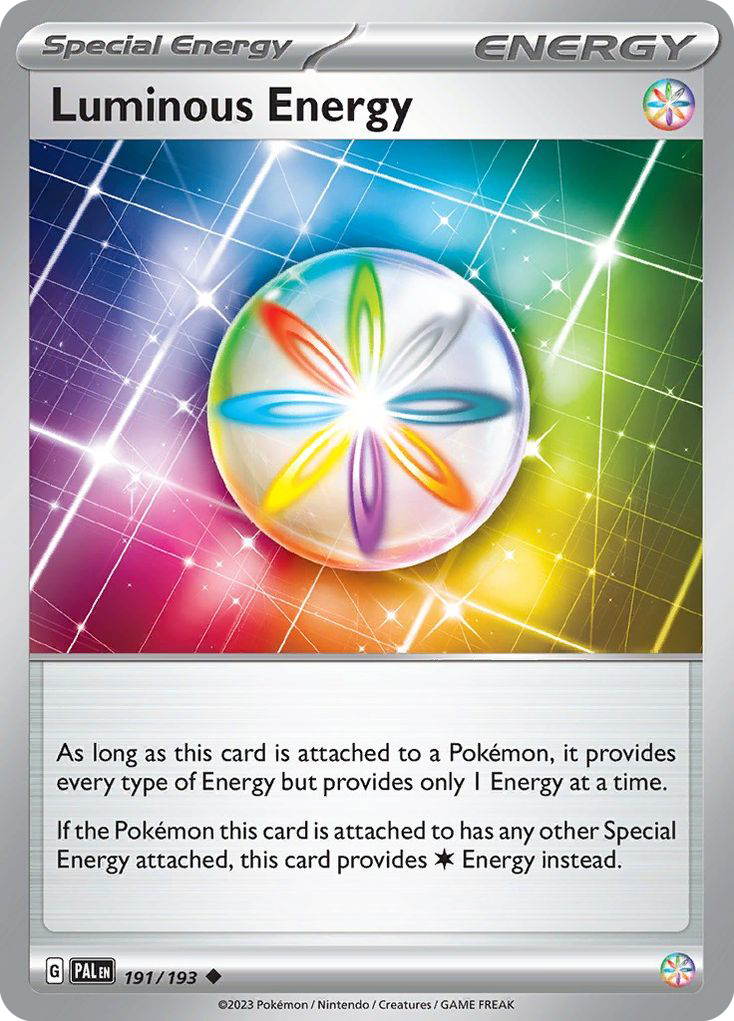 Special Energy ENERGY
Luminous Energy
As long as this card is attached to a Pokémon, it provides
every type of Energy but provides only 1 Energy at a time.
If the Pokémon this card is attached to has any other Special
Energy attached, this card provides Energy instead.
G PAL EN 191/193
©2023 Pokémon / Nintendo / Creatures / GAME FREAK